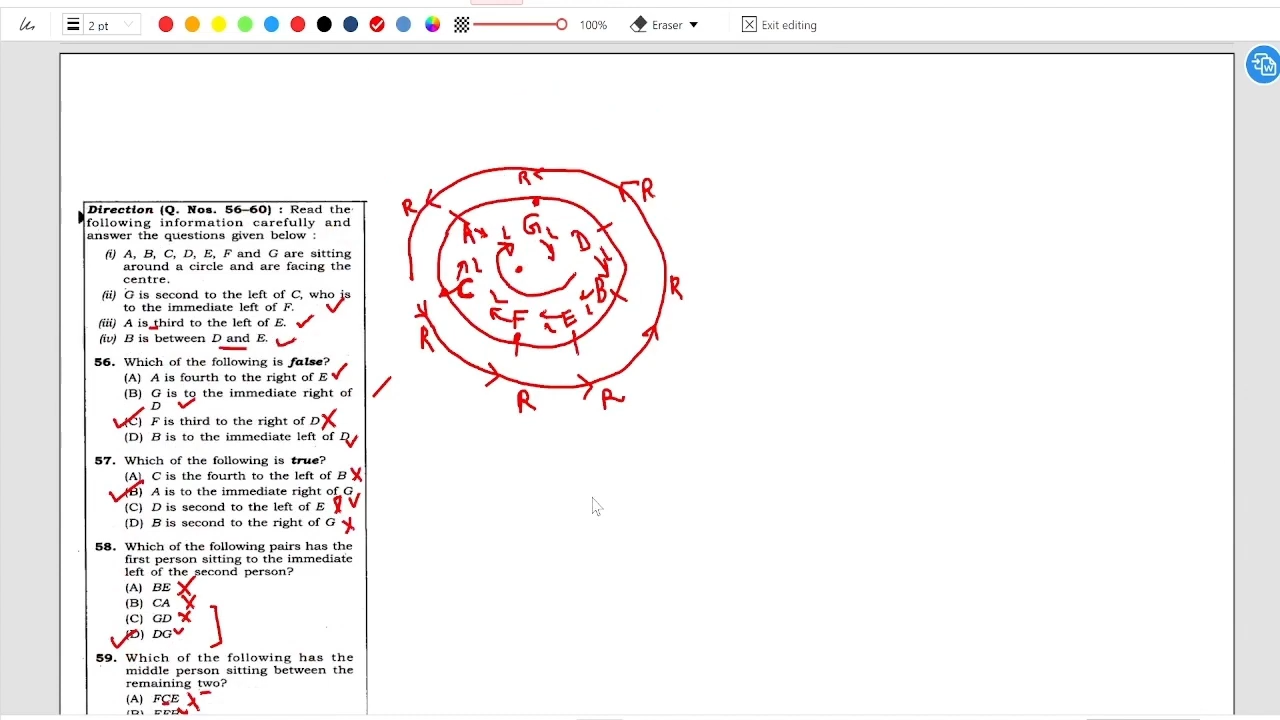 2 pt
100%
Eraser
Exit editing
Direction (Q. Nos. 56–60) : Read the
following information carefully and
answer the questions given below :
(i) A, B, C, D, E, F and G are sitting
around a circle and are facing the
centre.
(ii) G is second to the left of C, who is
to the immediate left of F.
(iii) A is third to the left of E.
(iv) B is between D and E.
56. Which of the following is false?
(A) A is fourth to the right of E
(B) G is to the immediate right of
D
(C) F is third to the right of D
(D) B is to the immediate left of D
57. Which of the following is true?
(A) C is the fourth to the left of B
(B) A is to the immediate right of G
(C) D is second to the left of E
(D) B is second to the right of G
58. Which of the following pairs has the
first person sitting to the immediate
left of the second person?
(A) BE
(B) CA
(C) GD
(D) DG
59. Which of the following has the
middle person sitting between the
remaining two?
(A) FCE
R
R
R
A L G L D
L
C L B
L F L E L
R
R
R
R